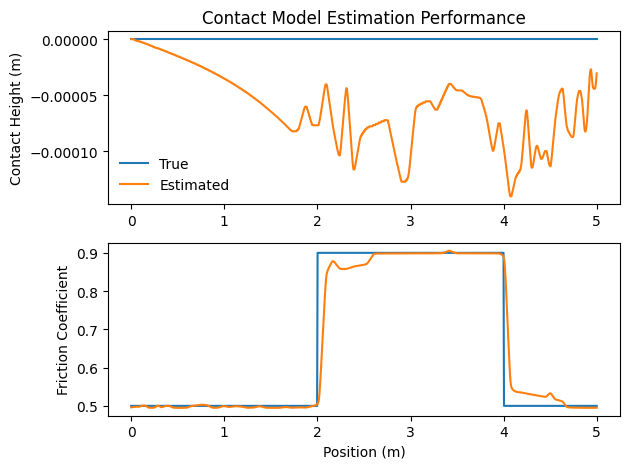 Contact Model Estimation Performance
Contact Height (m)
0.00000
−0.00005
−0.00010
True
Estimated
0 1 2 3 4 5
Friction Coefficient
0.9
0.8
0.7
0.6
0.5
0 1 2 3 4 5
Position (m)